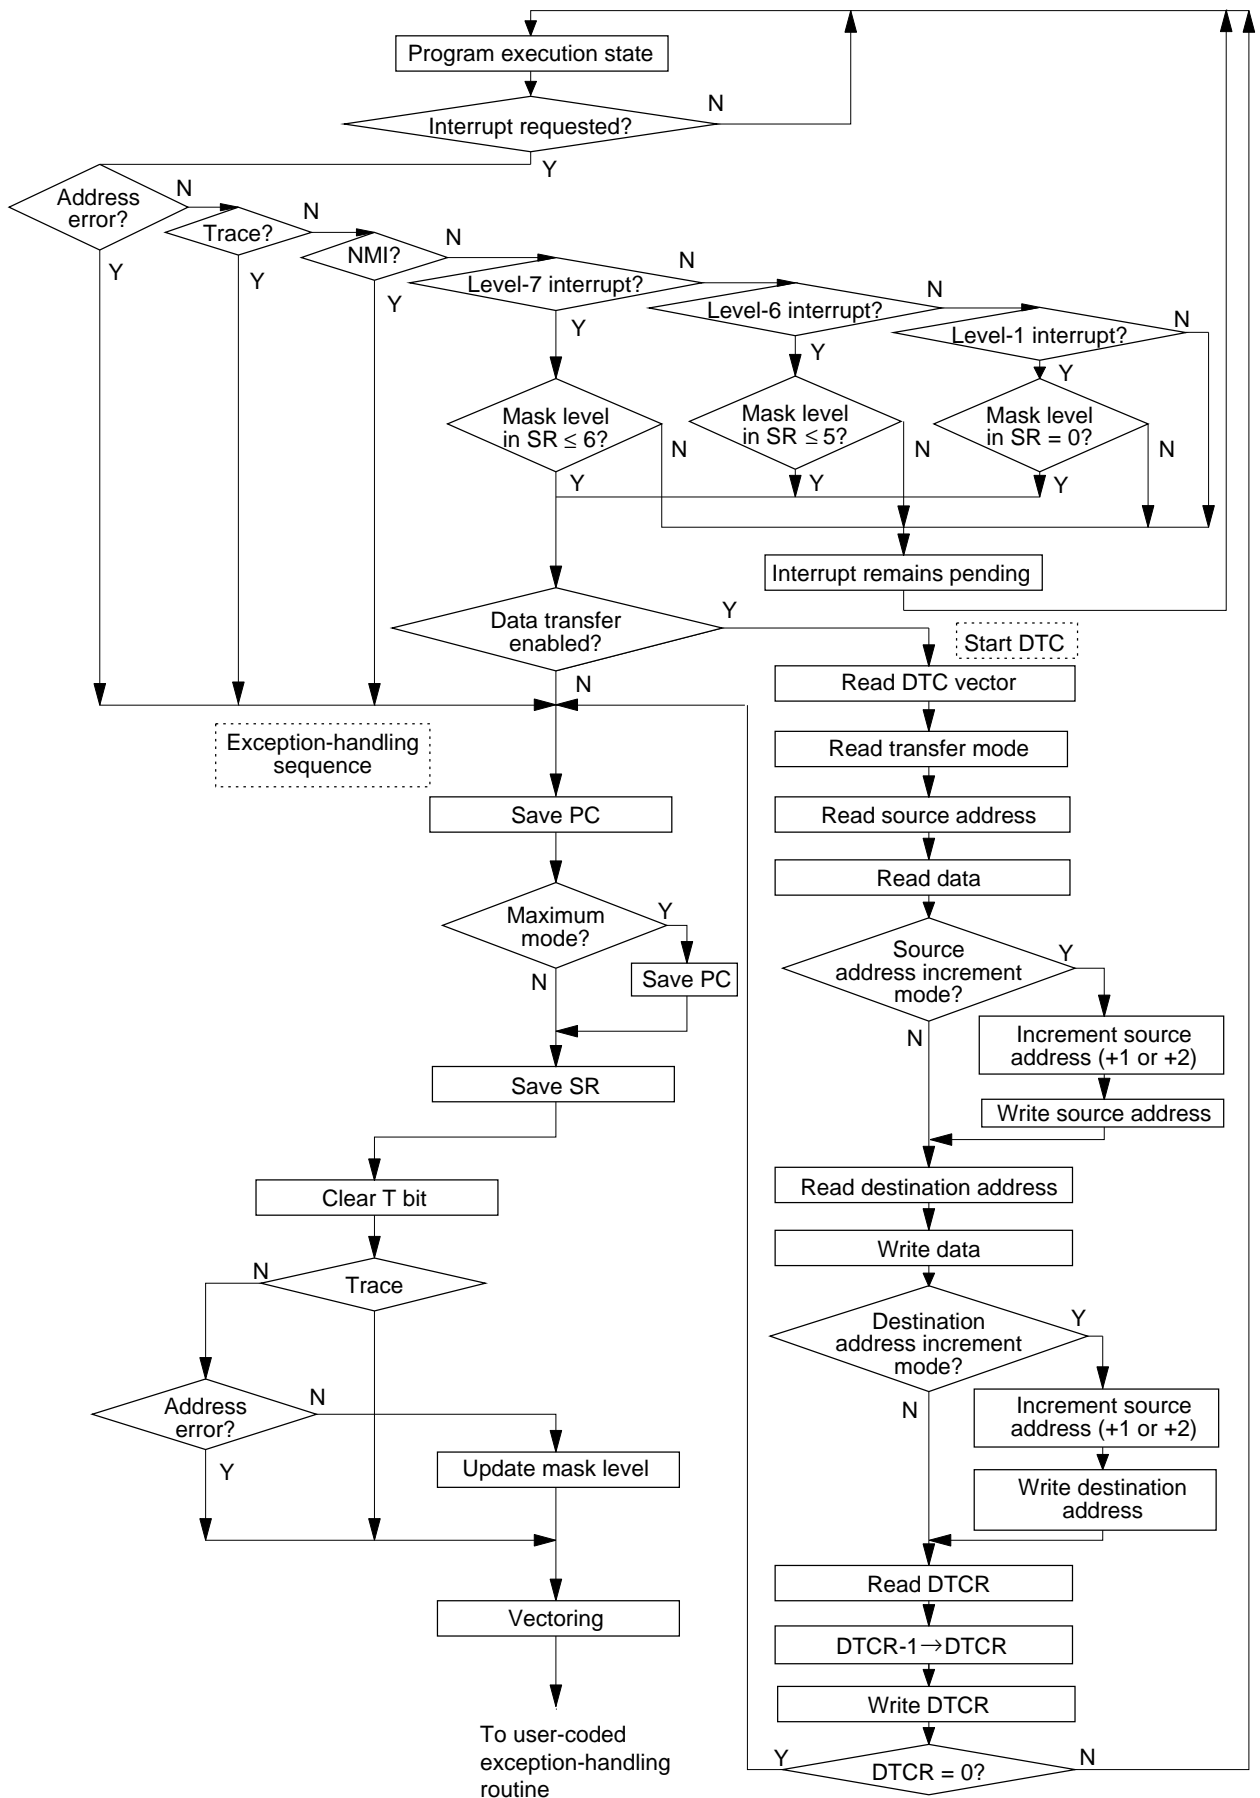 Program execution state
N
Interrupt requested?
Y
Address
error?
N
Trace?
N
NMI?
N
Level-7 interrupt?
N
Level-6 interrupt?
N
Level-1 interrupt?
N
Y
Y
Y
Y
Y
Y
Mask level
in SR ≤ 6?
N
Mask level
in SR ≤ 5?
N
Mask level
in SR = 0?
N
Y
Y
Y
Interrupt remains pending
Data transfer
enabled?
Y
N
Start DTC
Read DTC vector
Exception-handling
sequence
Read transfer mode
Save PC
Read source address
Read data
Maximum
mode?
Y
N
Save PC
Source
address increment
mode?
Y
N
Increment source
address (+1 or +2)
Write source address
Save SR
Read destination address
Clear T bit
Write data
Trace
N
Destination
address increment
mode?
Y
N
Address
error?
N
Y
Increment source
address (+1 or +2)
Update mask level
Write destination
address
Read DTCR
Vectoring
DTCR-1→DTCR
Write DTCR
To user-coded
exception-handling
routine
Y
DTCR = 0?
N